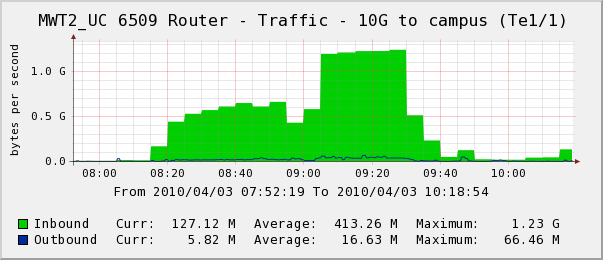 MWT2_UC 6509 Router - Traffic - 10G to campus (Te1/1)
bytes per second
1.0 G
0.5 G
0.0
08:00 08:20 08:40 09:00 09:20 09:40 10:00
From 2010/04/03 07:52:19 To 2010/04/03 10:18:54
Inbound Curr: 127.12 M Average: 413.26 M Maximum: 1.23 G
Outbound Curr: 5.82 M Average: 16.63 M Maximum: 66.46 M